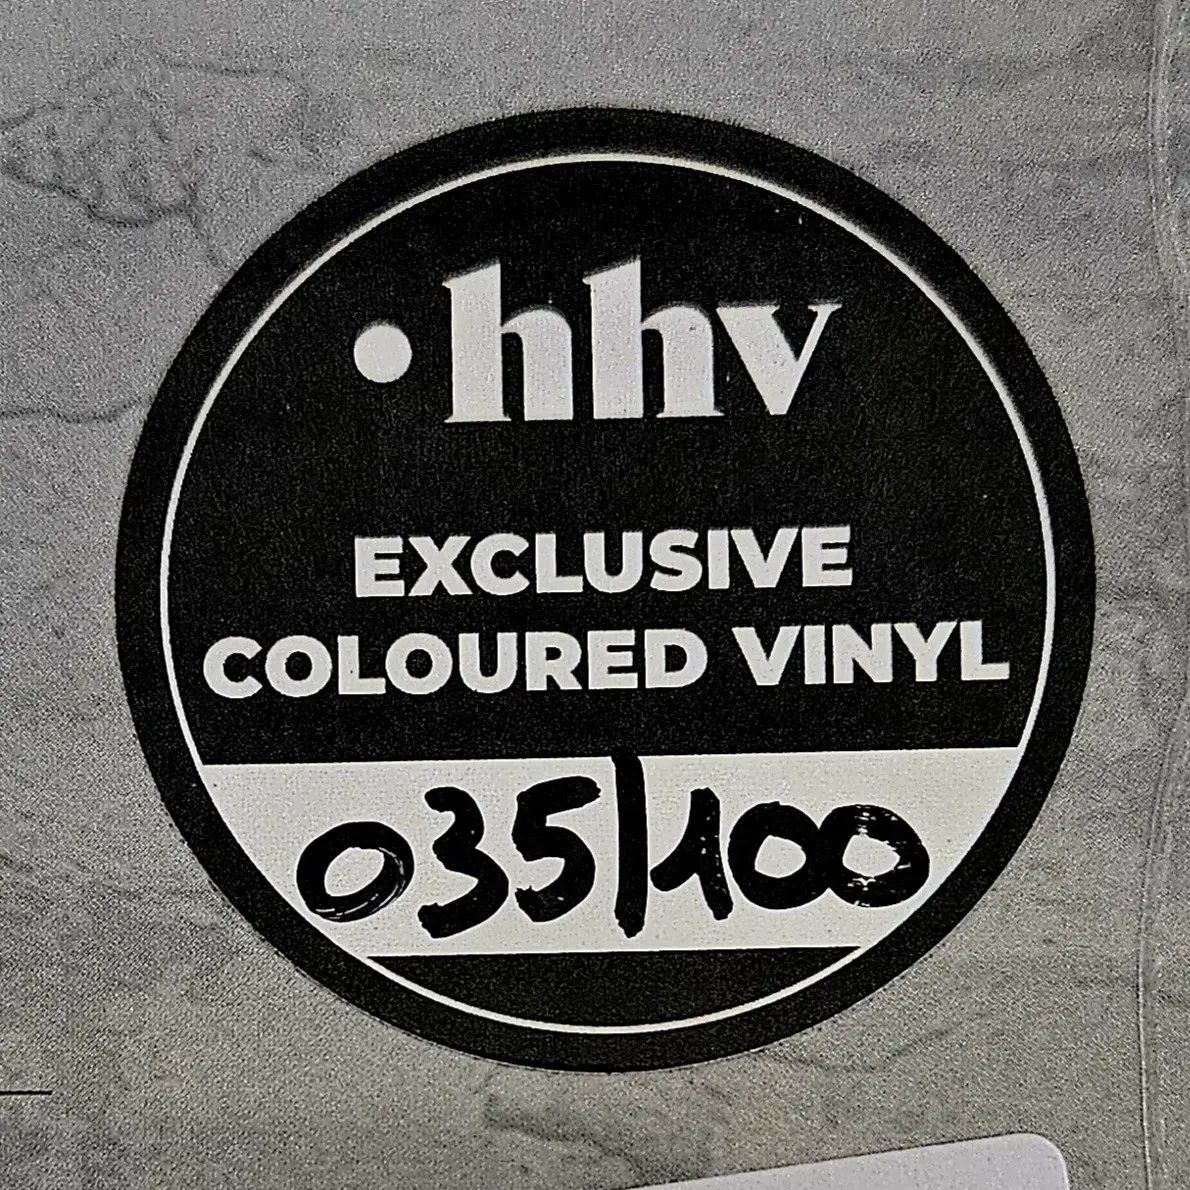 •hhv
EXCLUSIVE
COLOURED VINYL
035/100